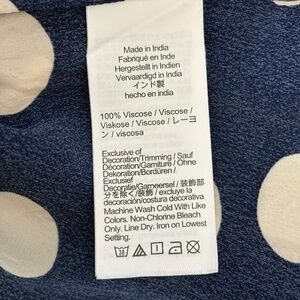 Made in India
Fabriqué en Inde
Hergestellt in Indien
Vervaardigd in India
インド製
hecho en india
100% Viscose / Viscose /
Viskose / Viscose / レーヨ
ン / viscosa
Exclusive of
Decoration/Trimming / Sauf
Décoration/Garniture / Ohne
Dekoration/Bordüren /
Exclusief
Decoratie/Garneersel / 装飾部
分を除く/装飾 / excluye la
decoración/costura decorativa
Machine Wash Cold With Like
Colors. Non-Chlorine Bleach
Only. Line Dry. Iron on Lowest
Setting.